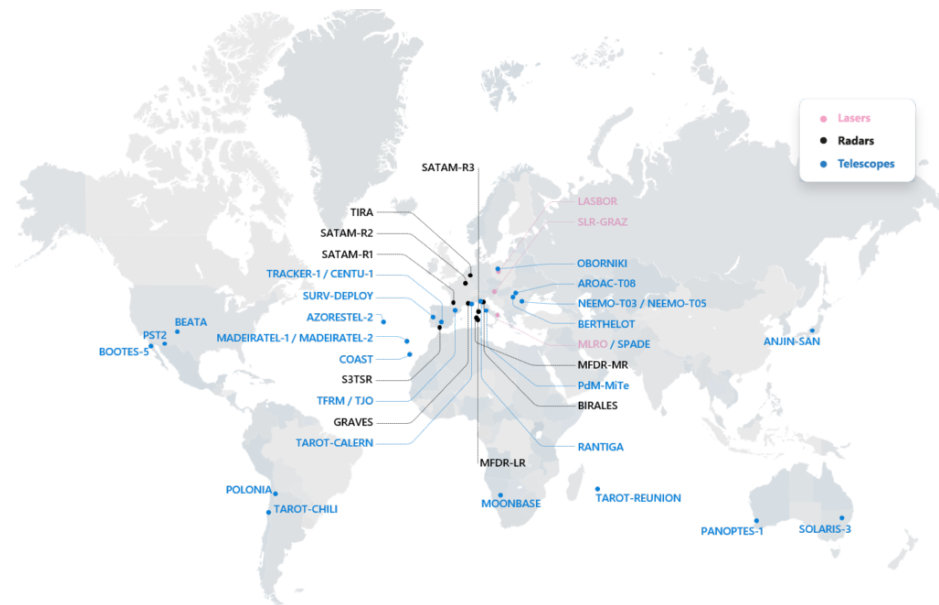 Lasers
Radars
Telescopes
SATAM-R3
LASBOR
TIRA
SLR-GRAZ
SATAM-R2
SATAM-R1
OBORNIKI
TRACKER-1 / CENTU-1
AROAC-T08
SURV-DEPLOY
NEEMO-T03 / NEEMO-T05
AZORESTEL-2
BEATA
BERTHELOT
PST2
MADEIRATEL-1 / MADEIRATEL-2
MLRO / SPADE
ANJIN-SAN
BOOTES-5
COAST
MFDR-MR
S3TSR
PdM-MiTe
TFRM / TJO
BIRALES
GRAVES
TAROT-CALERN
RANTIGA
MFDR-LR
POLONIA
TAROT-REUNION
MOONBASE
TAROT-CHILI
PANOPTES-1
SOLARIS-3